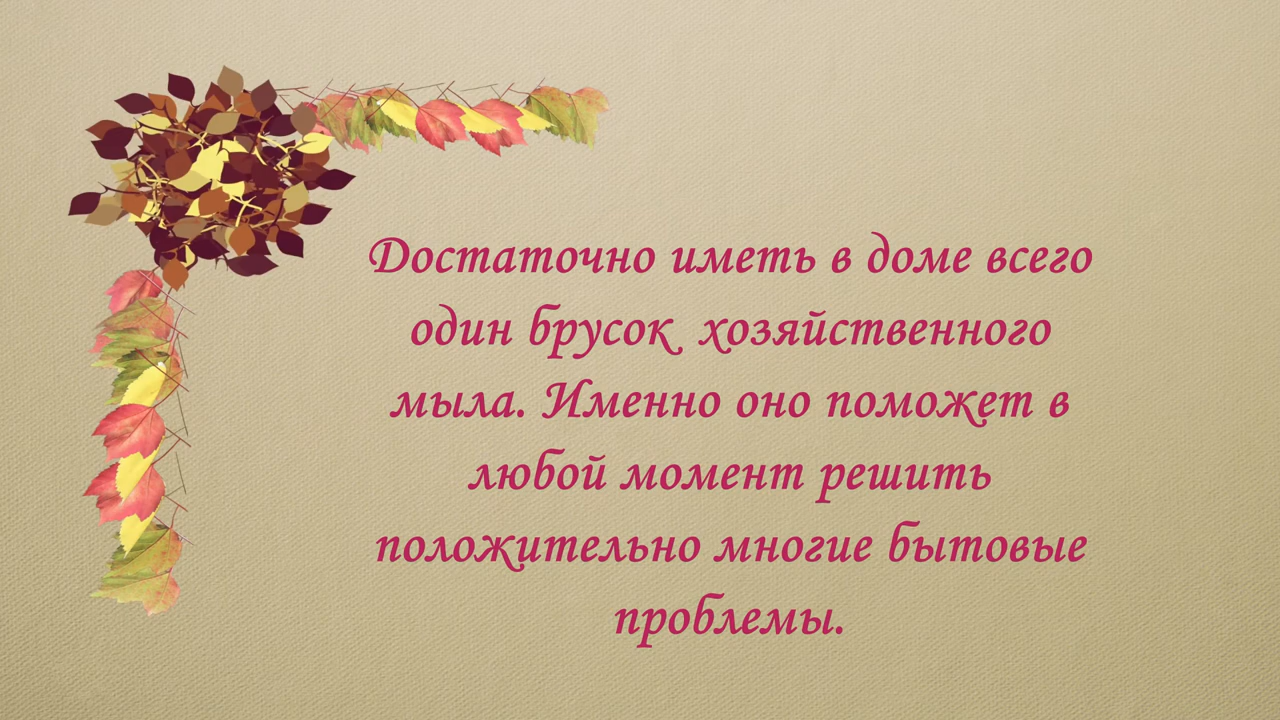 Достаточно иметь в доме всего
один брусок хозяйственного
мыла. Именно оно поможет в
любой момент решить
положительно многие бытовые
проблемы.